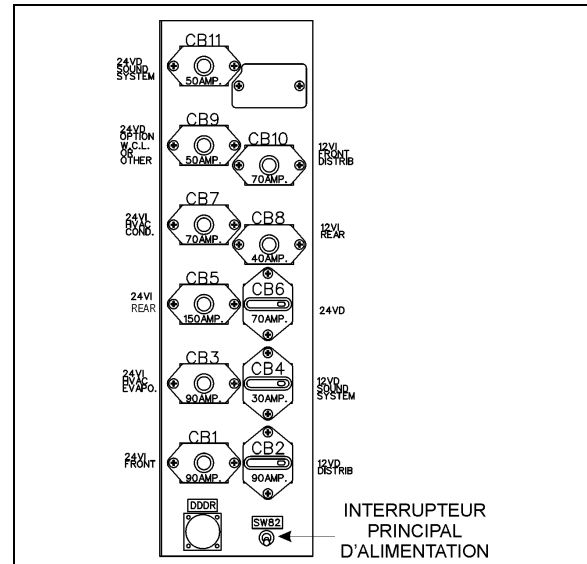 CB11
24VD
SOUND
SYSTEM
50AMP.
CB9
24VD
OPTION
W.C.L.
OR
OTHER
50AMP.
CB10
12VI
FRONT
DISTRIB
70AMP.
CB7
24VI
HVAC
COND.
70AMP.
CB8
12VI
REAR
40AMP.
CB5
24VI
REAR
150AMP.
CB6
24VD
70AMP.
CB3
24VI
HVAC
EVAPO.
90AMP.
CB4
12VD
SOUND
SYSTEM
30AMP.
CB1
24VI
FRONT
90AMP.
CB2
12VD
DISTRIB
90AMP.
DDDR
SW82
INTERRUPTEUR
PRINCIPAL
D'ALIMENTATION